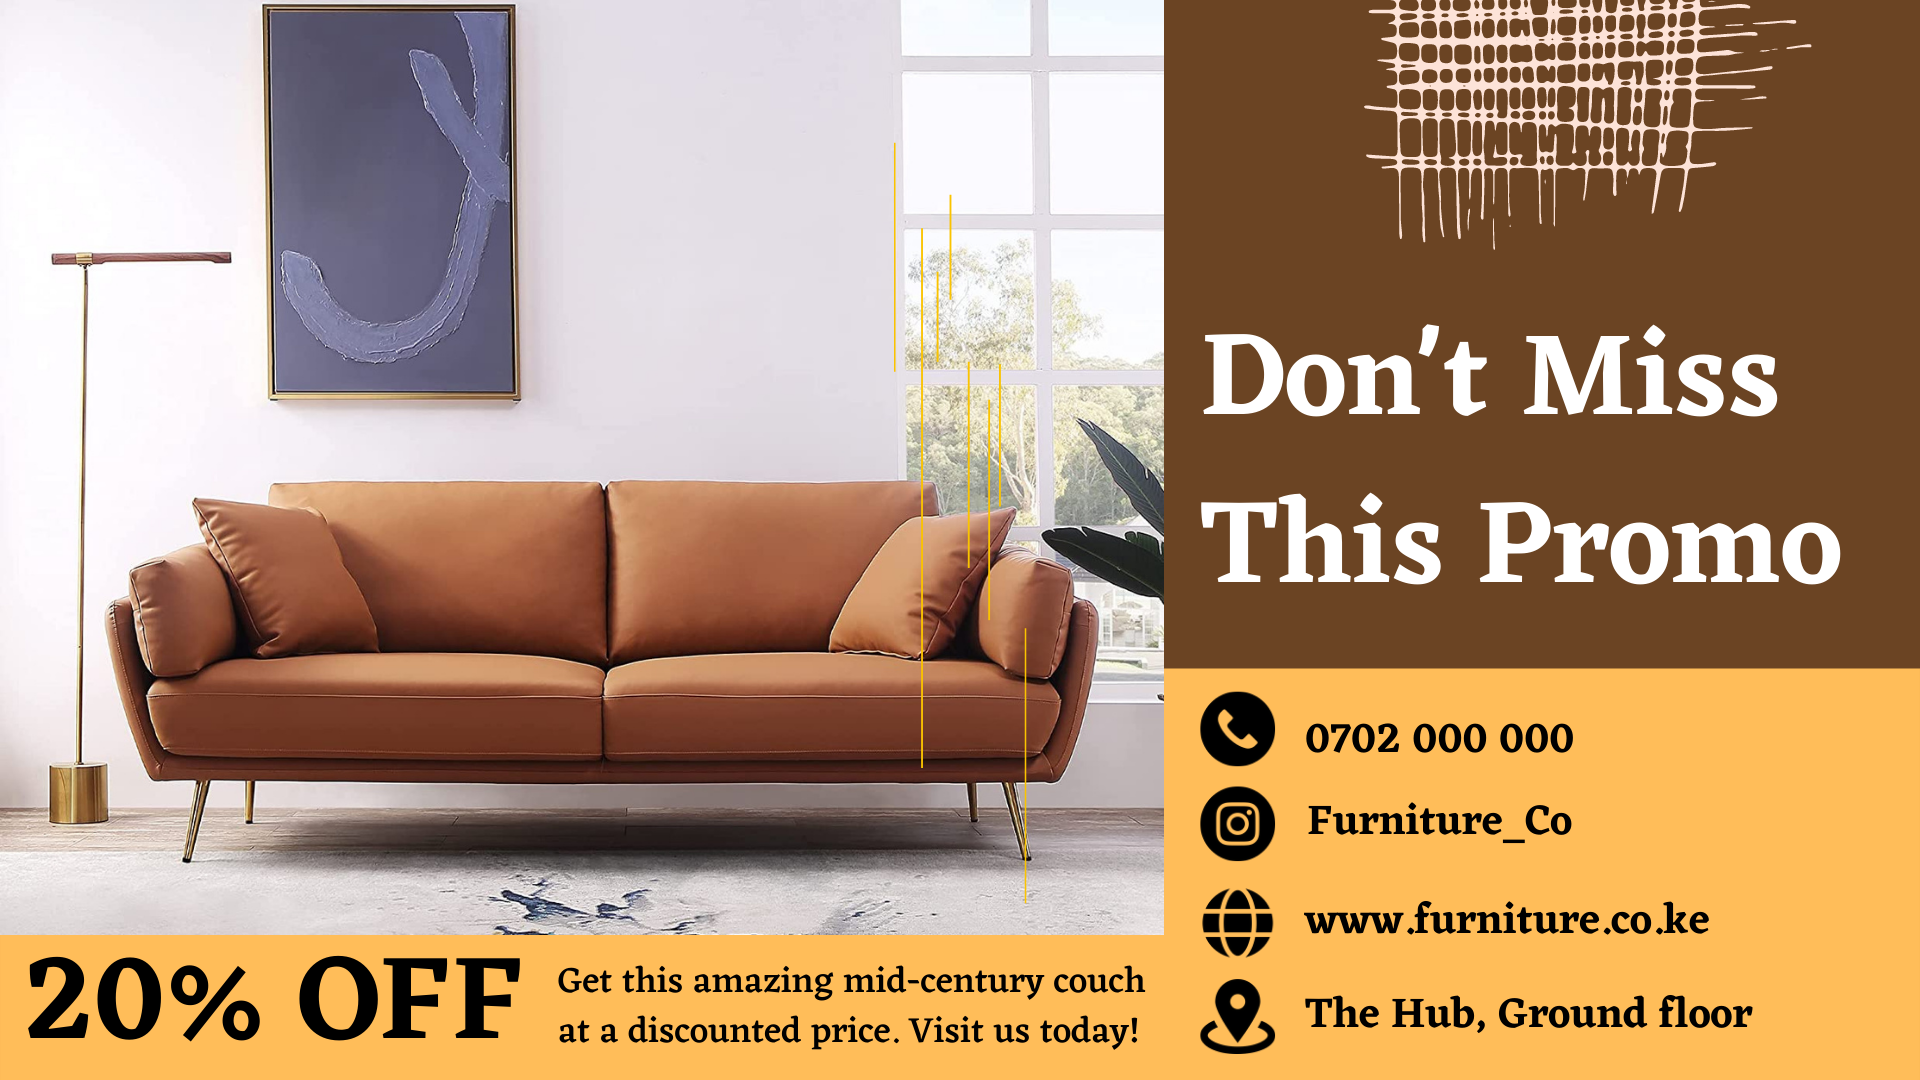 Don't Miss
This Promo
0702 000 000
Furniture_Co
www.furniture.co.ke
The Hub, Ground floor
20% OFF
Get this amazing mid-century couch
at a discounted price. Visit us today!